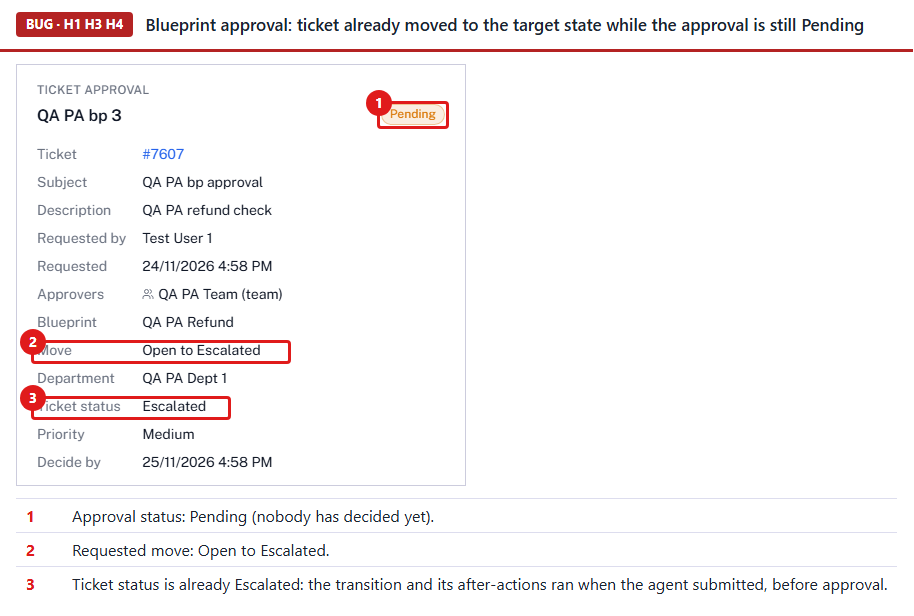 BUG · H1 H3 H4 Blueprint approval: ticket already moved to the target state while the approval is still Pending
TICKET APPROVAL
QA PA bp 3
1
Pending
Ticket #7607
Subject QA PA bp approval
Description QA PA refund check
Requested by Test User 1
Requested 24/11/2026 4:58 PM
Approvers QA PA Team (team)
Blueprint QA PA Refund
2
Move Open to Escalated
Department QA PA Dept 1
3
Ticket status Escalated
Priority Medium
Decide by 25/11/2026 4:58 PM
1 Approval status: Pending (nobody has decided yet).
2 Requested move: Open to Escalated.
3 Ticket status is already Escalated: the transition and its after-actions ran when the agent submitted, before approval.